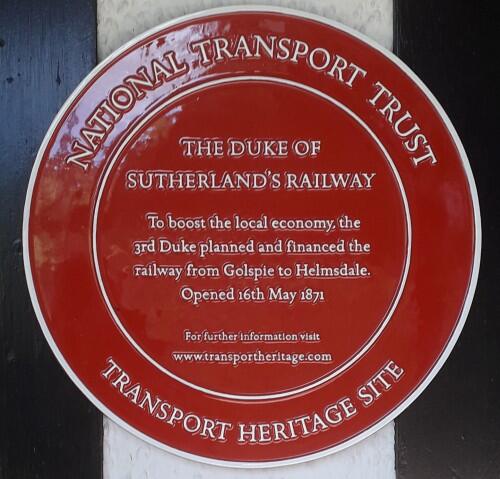 NATIONAL TRANSPORT TRUST
THE DUKE OF
SUTHERLAND'S RAILWAY
To boost the local economy, the
3rd Duke planned and financed the
railway from Golspie to Helmsdale.
Opened 16th May 1871
For further information visit
www.transportheritage.com
TRANSPORT HERITAGE SITE